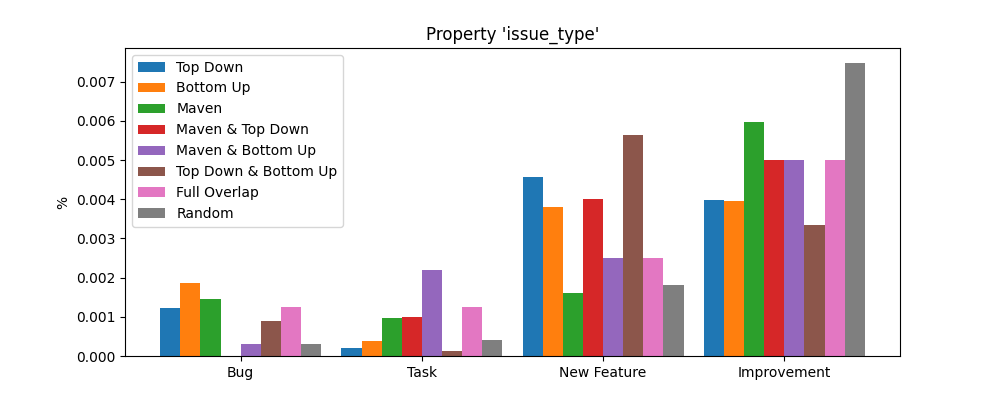 Property 'issue_type'
%
0.007
0.006
0.005
0.004
0.003
0.002
0.001
0.000
Top Down
Bottom Up
Maven
Maven & Top Down
Maven & Bottom Up
Top Down & Bottom Up
Full Overlap
Random
Bug
Task
New Feature
Improvement